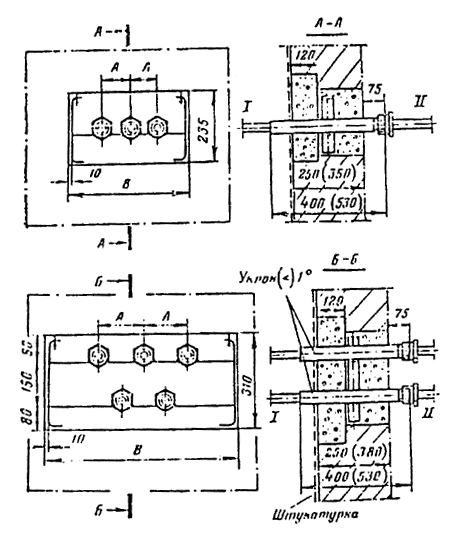 А
А-А
А
А
120
75
I
II
235
10
В
250(350)
400(530)
А
Б
Б-Б
Уклон(<)1°
120
75
А
А
50
150
80
310
10
В
I
II
250(380)
400(530)
Б
Штукатурка